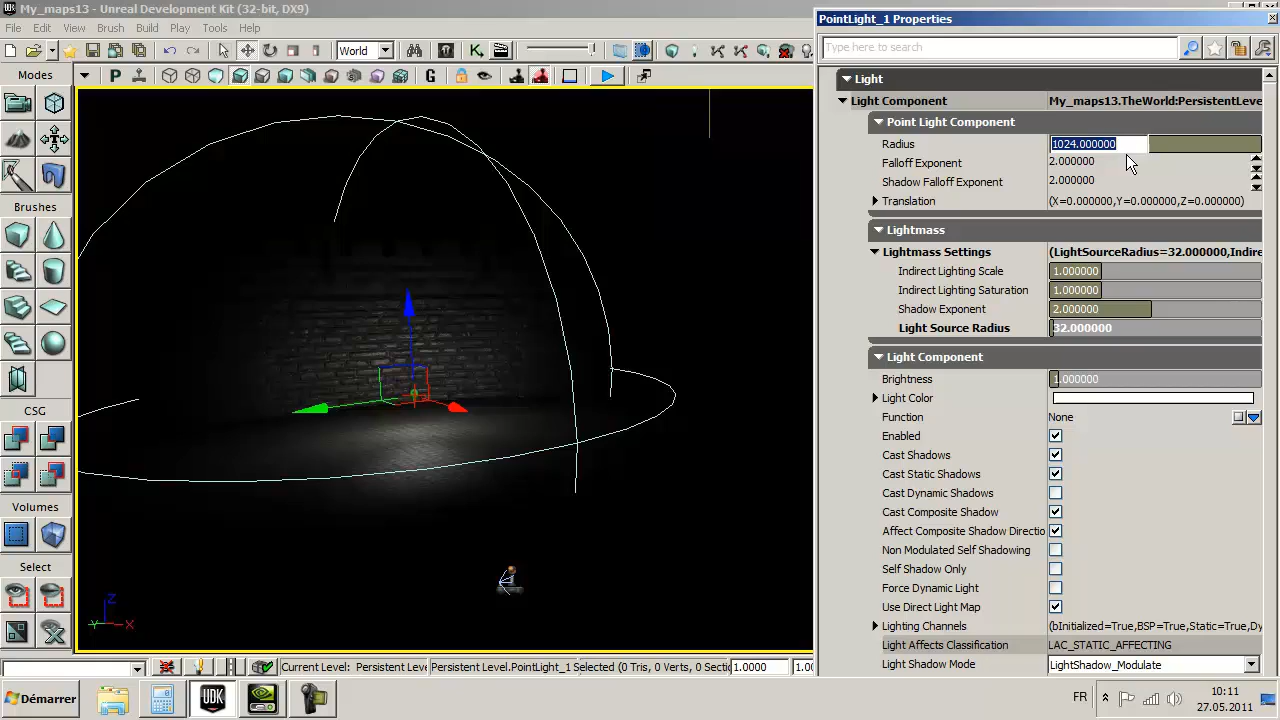 My_maps13 - Unreal Development Kit (32-bit, DX9)
File Edit View Brush Build Play Tools Help
World
P G
Modes
Brushes
CSG
Volumes
Select
Z
Y X
PointLight_1 Properties
Type here to search
Light
Light Component My_maps13.TheWorld:PersistentLeve
Point Light Component
Radius 1024.000000
Falloff Exponent 2.000000
Shadow Falloff Exponent 2.000000
Translation (X=0.000000,Y=0.000000,Z=0.000000)
Lightmass
Lightmass Settings (LightSourceRadius=32.000000,Indire
Indirect Lighting Scale 1.000000
Indirect Lighting Saturation 1.000000
Shadow Exponent 2.000000
Light Source Radius 32.000000
Light Component
Brightness 1.000000
Light Color
Function None
Enabled
Cast Shadows
Cast Static Shadows
Cast Dynamic Shadows
Cast Composite Shadow
Affect Composite Shadow Directio
Non Modulated Self Shadowing
Self Shadow Only
Force Dynamic Light
Use Direct Light Map
Lighting Channels (bInitialized=True,BSP=True,Static=True,Dy
Light Affects Classification LAC_STATIC_AFFECTING
Light Shadow Mode LightShadow_Modulate
Current Level: Persistent Level Persistent Level.PointLight_1 Selected (0 Tris, 0 Verts, 0 Secti 1.0000 1.00
Démarrer UDK FR 10:11
27.05.2011